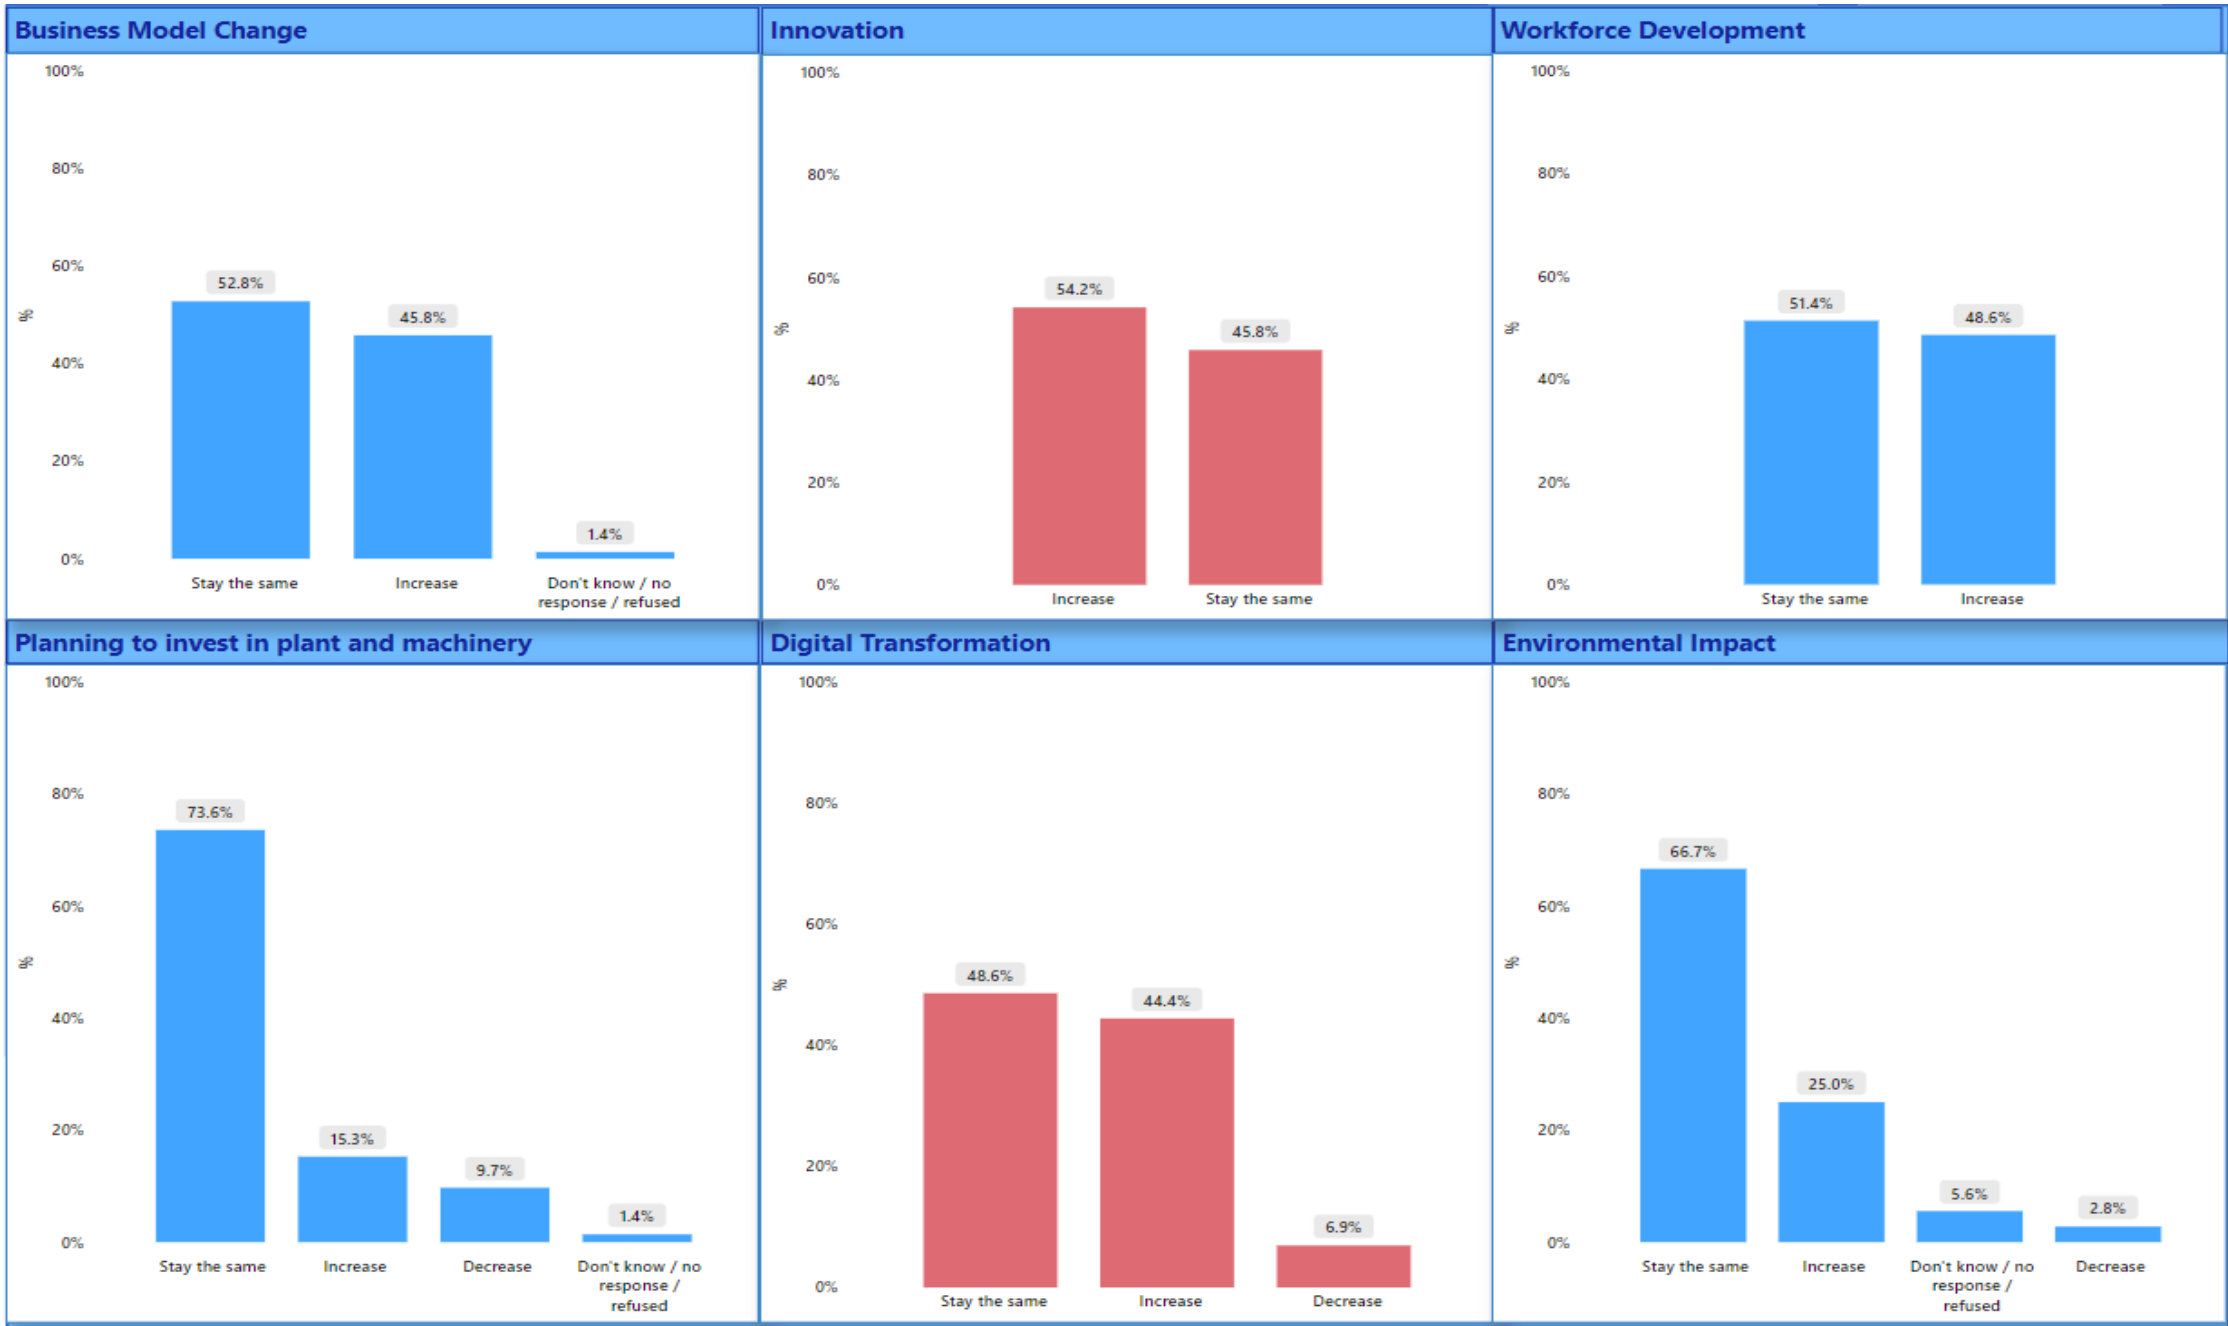 Business Model Change
100%
80%
60%
40%
20%
0%
%
52.8%
45.8%
1.4%
Stay the same
Increase
Don't know / no
response / refused
Innovation
100%
80%
60%
40%
20%
0%
%
54.2%
45.8%
Increase
Stay the same
Workforce Development
100%
80%
60%
40%
20%
0%
%
51.4%
48.6%
Stay the same
Increase
Planning to invest in plant and machinery
100%
80%
60%
40%
20%
0%
%
73.6%
15.3%
9.7%
1.4%
Stay the same
Increase
Decrease
Don't know / no
response /
refused
Digital Transformation
100%
80%
60%
40%
20%
0%
%
48.6%
44.4%
6.9%
Stay the same
Increase
Decrease
Environmental Impact
100%
80%
60%
40%
20%
0%
%
66.7%
25.0%
5.6%
2.8%
Stay the same
Increase
Don't know / no
response /
refused
Decrease